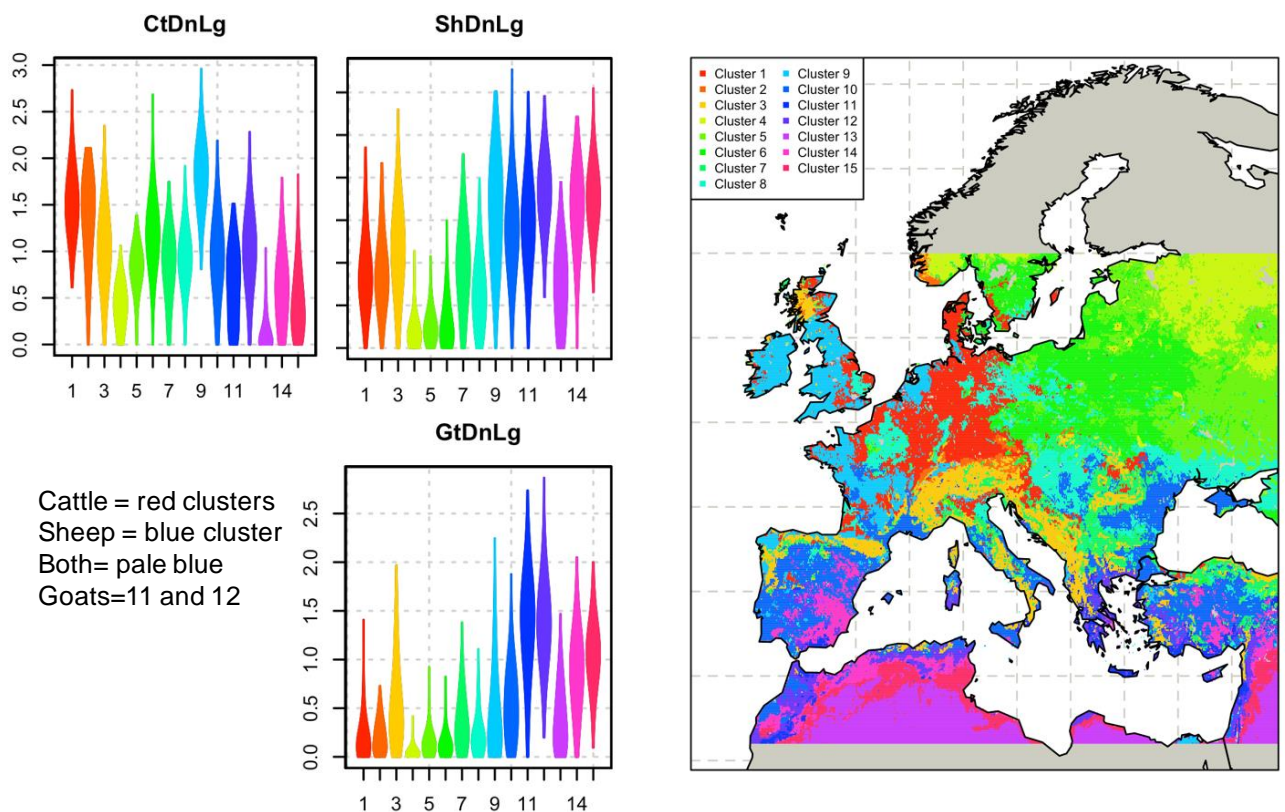 CtDnLg
ShDnLg
3.0
2.5
2.0
1.5
1.0
0.5
0.0
1 3 5 7 9 11 14
1 3 5 7 9 11 14
GtDnLg
2.5
2.0
1.5
1.0
0.5
0.0
1 3 5 7 9 11 14
Cattle = red clusters
Sheep = blue cluster
Both= pale blue
Goats=11 and 12
Cluster 1
Cluster 2
Cluster 3
Cluster 4
Cluster 5
Cluster 6
Cluster 7
Cluster 8
Cluster 9
Cluster 10
Cluster 11
Cluster 12
Cluster 13
Cluster 14
Cluster 15